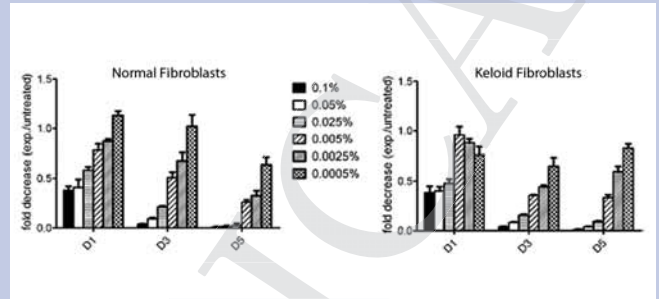 Normal Fibroblasts
fold decrease (exp./untreated)
1.5
1.0
0.5
0.0
D1
D3
D5
0.1%
0.05%
0.025%
0.005%
0.0025%
0.0005%
Keloid Fibroblasts
fold decrease (exp./untreated)
1.5
1.0
0.5
0.0
D1
D3
D5